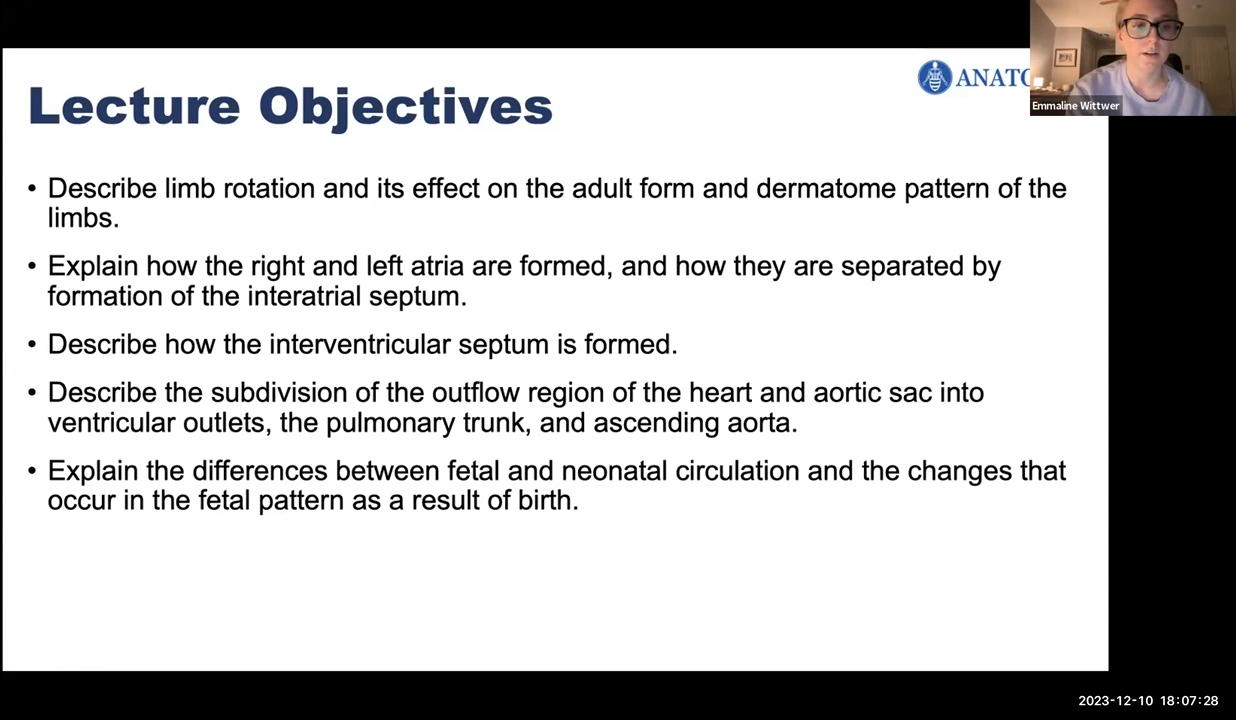 ANATO
Emmaline Wittwer
Lecture Objectives
• Describe limb rotation and its effect on the adult form and dermatome pattern of the
limbs.
• Explain how the right and left atria are formed, and how they are separated by
formation of the interatrial septum.
• Describe how the interventricular septum is formed.
• Describe the subdivision of the outflow region of the heart and aortic sac into
ventricular outlets, the pulmonary trunk, and ascending aorta.
• Explain the differences between fetal and neonatal circulation and the changes that
occur in the fetal pattern as a result of birth.
2023-12-10 18:07:28